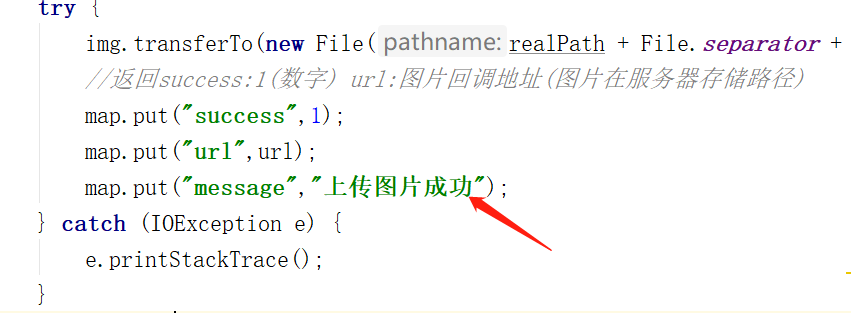 try {
img.transferTo(new File( pathname: realPath + File.separator +
//返回success:1(数字) url:图片回调地址(图片在服务器存储路径)
map.put("success",1);
map.put("url",url);
map.put("message","上传图片成功");
} catch (IOException e) {
e.printStackTrace();
}